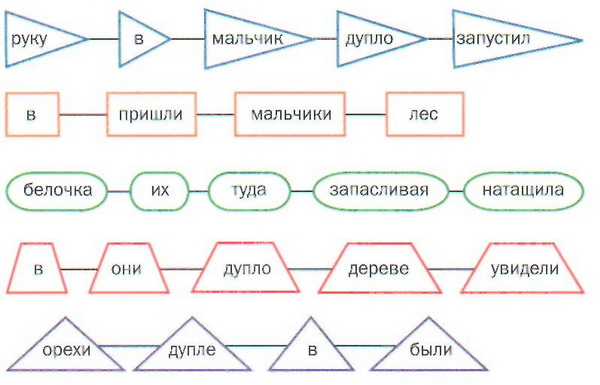 руку в мальчик дупло запустил
в пришли мальчики лес
белочка их туда запасливая натащила
в они дупло дереве увидели
орехи дупле в были